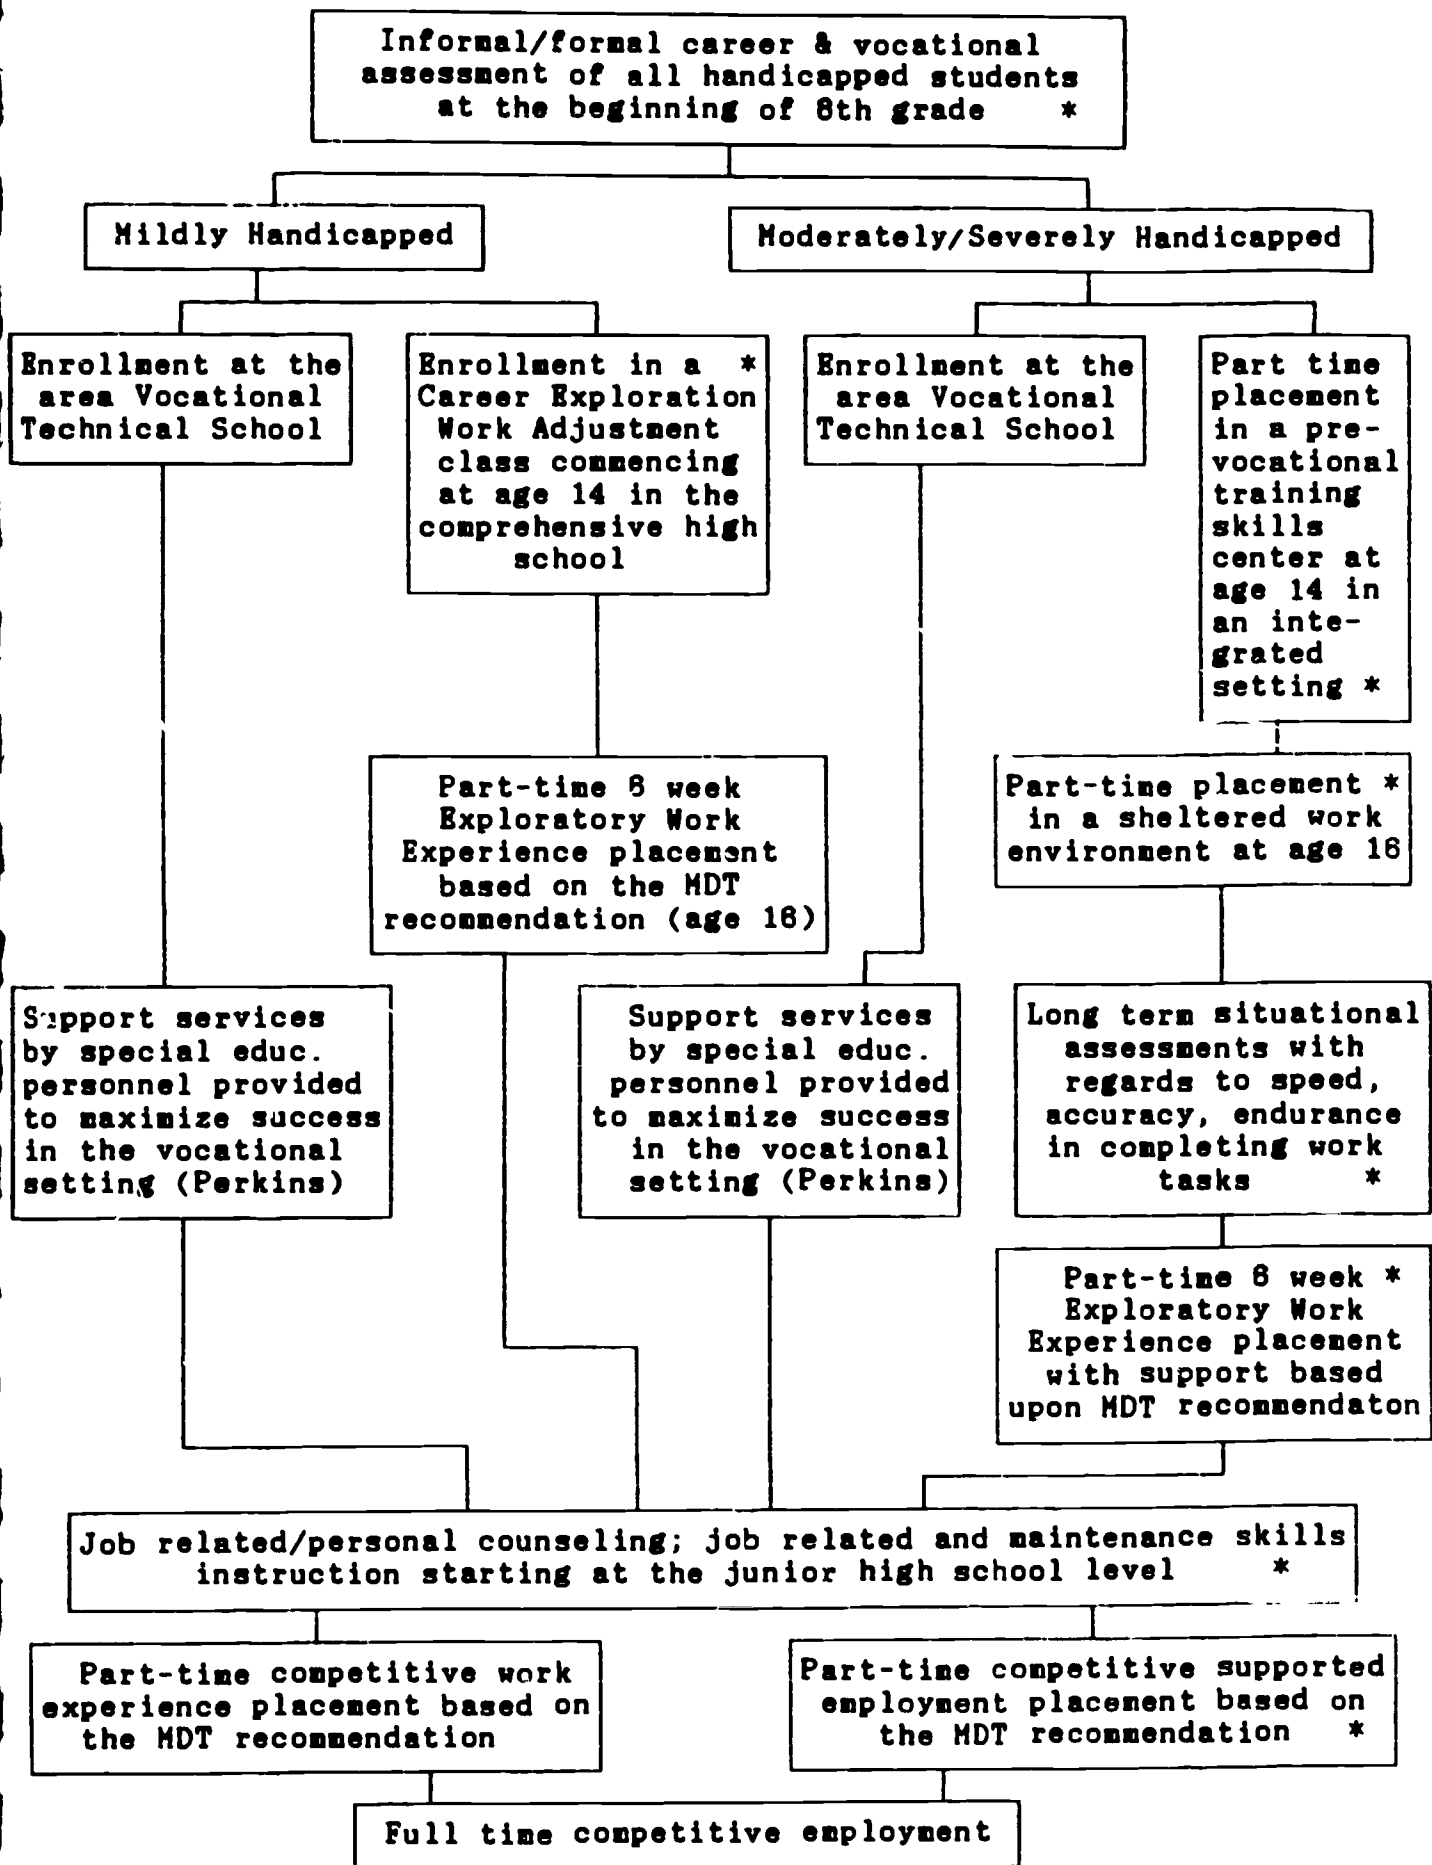 Informal/formal career & vocational
assessment of all handicapped students
at the beginning of 8th grade *
Mildly Handicapped
Moderately/Severely Handicapped
Enrollment at the
area Vocational
Technical School
Enrollment in a *
Career Exploration
Work Adjustment
class commencing
at age 14 in the
comprehensive high
school
Enrollment at the
area Vocational
Technical School
Part time
placement
in a pre-
vocational
training
skills
center at
age 14 in
an inte-
grated
setting *
Part-time 6 week
Exploratory Work
Experience placement
based on the MDT
recommendation (age 16)
Part-time placement *
in a sheltered work
environment at age 16
Support services
by special educ.
personnel provided
to maximize success
in the vocational
setting (Perkins)
Support services
by special educ.
personnel provided
to maximize success
in the vocational
setting (Perkins)
Long term situational
assessments with
regards to speed,
accuracy, endurance
in completing work
tasks *
Part-time 6 week *
Exploratory Work
Experience placement
with support based
upon MDT recommendaton
Job related/personal counseling; job related and maintenance skills
instruction starting at the junior high school level *
Part-time competitive work
experience placement based on
the MDT recommendation
Part-time competitive supported
employment placement based on
the MDT recommendation *
Full time competitive employment